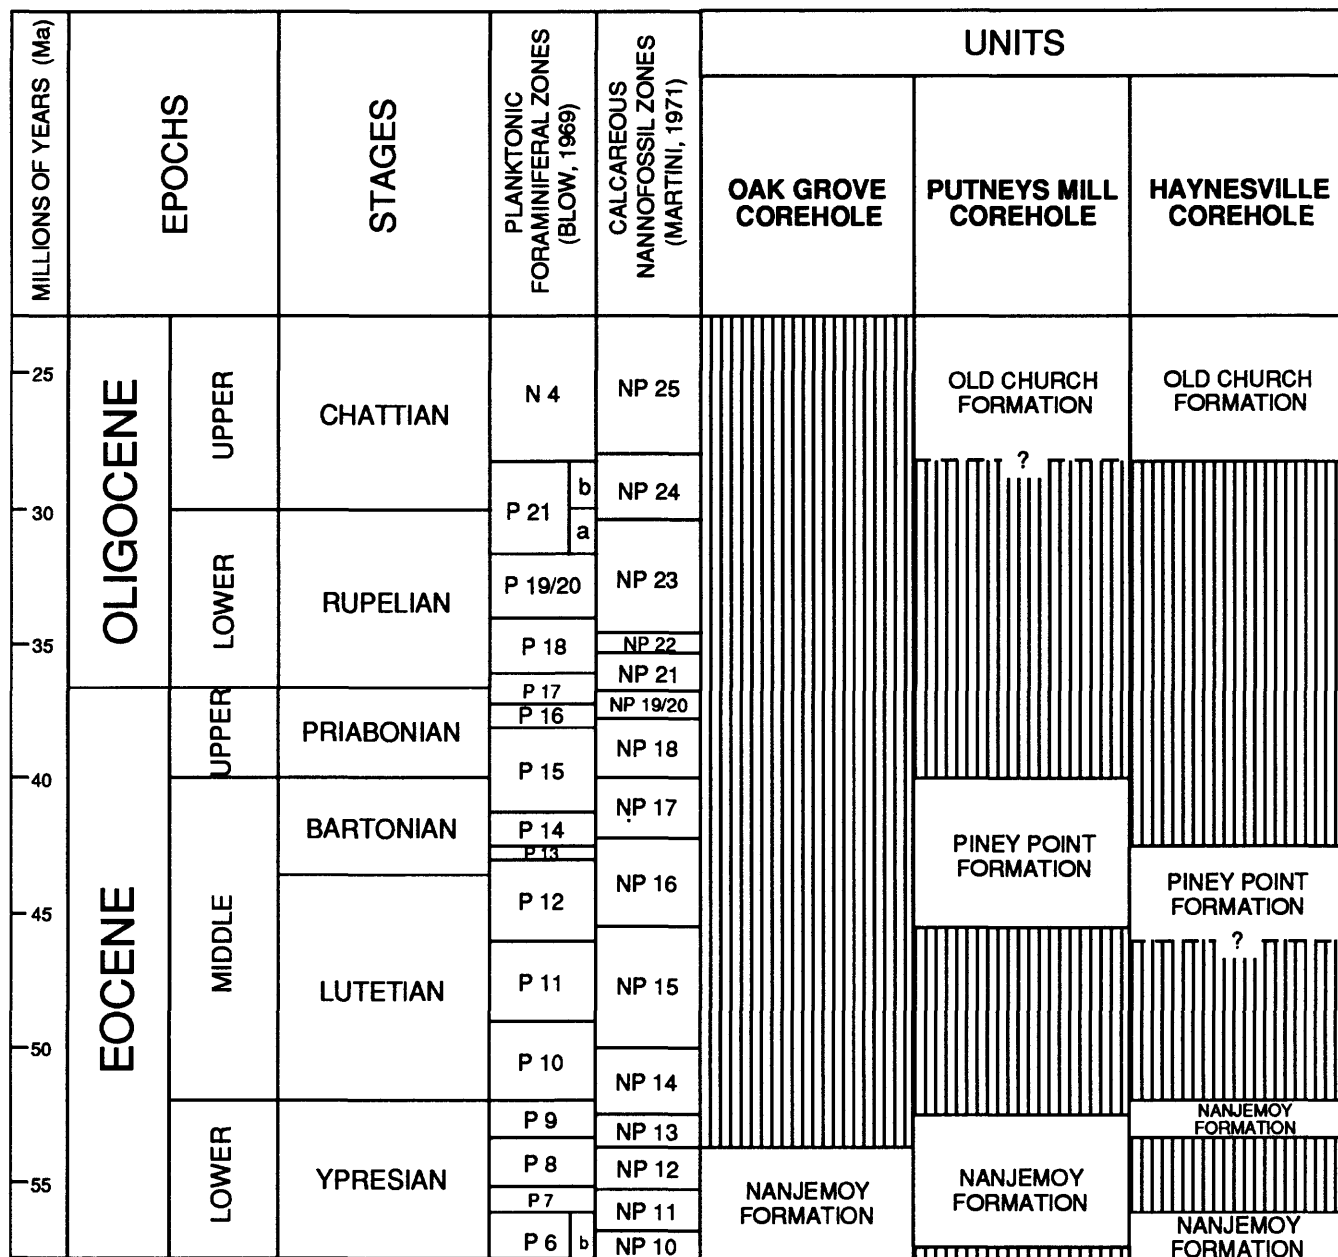 MILLIONS OF YEARS (Ma)
EPOCHS
STAGES
PLANKTONIC
FORAMINIFERAL ZONES
(BLOW, 1969)
CALCAREOUS
NANNOFOSSIL ZONES
(MARTINI, 1971)
UNITS
OAK GROVE
COREHOLE
PUTNEYS MILL
COREHOLE
HAYNESVILLE
COREHOLE
25
30
35
40
45
50
55
OLIGOCENE
EOCENE
UPPER
LOWER
UPPER
MIDDLE
LOWER
CHATTIAN
RUPELIAN
PRIABONIAN
BARTONIAN
LUTETIAN
YPRESIAN
N 4
P 21
b
a
P 19/20
P 18
P 17
P 16
P 15
P 14
P 13
P 12
P 11
P 10
P 9
P 8
P 7
P 6
b
NP 25
NP 24
NP 23
NP 22
NP 21
NP 19/20
NP 18
NP 17
NP 16
NP 15
NP 14
NP 13
NP 12
NP 11
NP 10
NANJEMOY
FORMATION
OLD CHURCH
FORMATION
?
PINEY POINT
FORMATION
NANJEMOY
FORMATION
OLD CHURCH
FORMATION
PINEY POINT
FORMATION
?
NANJEMOY
FORMATION
NANJEMOY
FORMATION